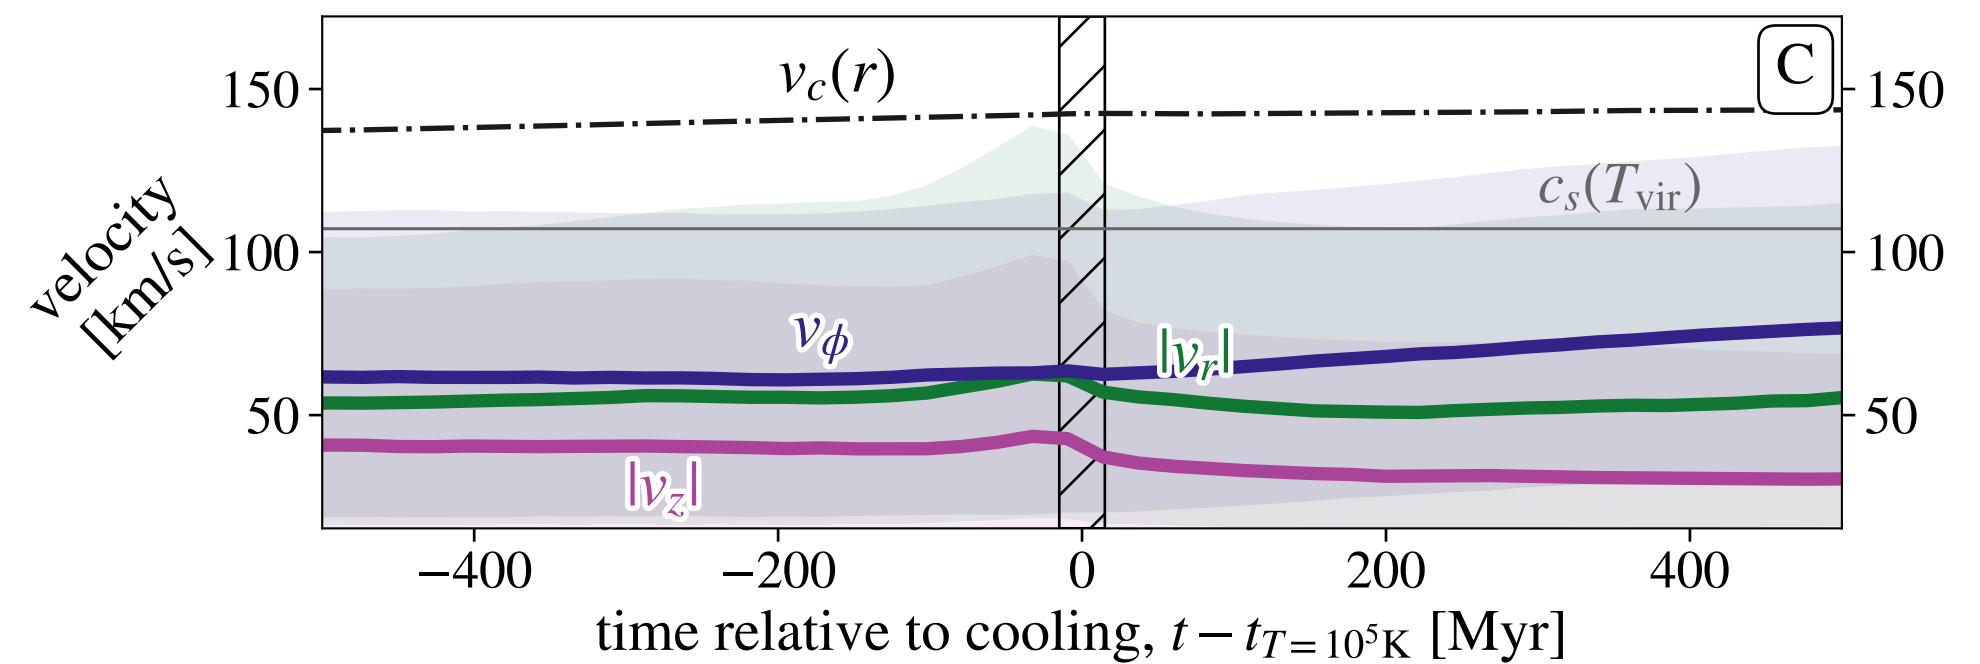 C
v_c(r)
150
150
c_s(T_vir)
velocity
[km/s]
100
100
v_ϕ
|v_r|
50
50
|v_z|
−400
−200
0
200
400
time relative to cooling, t − t_{T=10^5K} [Myr]